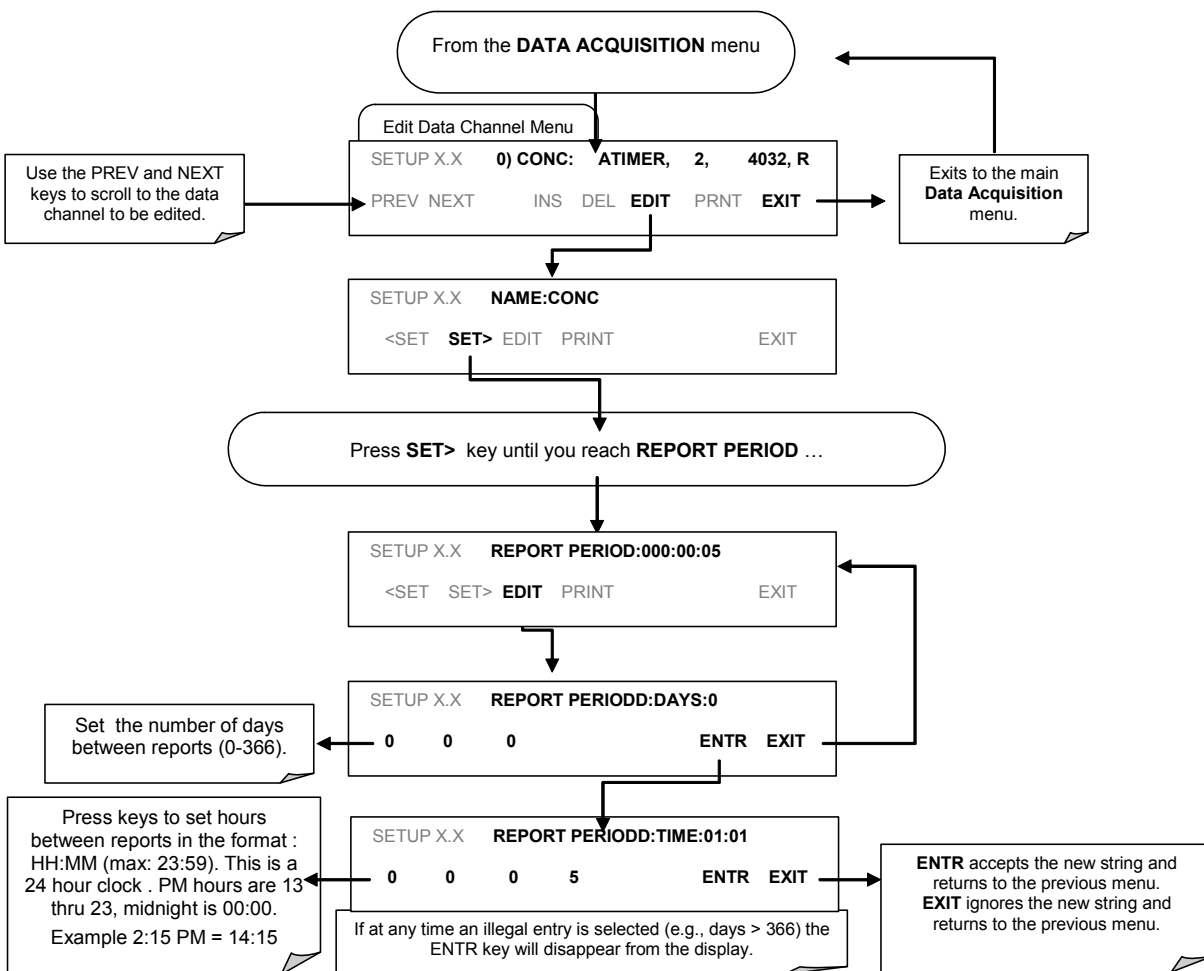 From the DATA ACQUISITION menu
Edit Data Channel Menu
SETUP X.X 0) CONC: ATIMER, 2, 4032, R
PREV NEXT INS DEL EDIT PRNT EXIT
Use the PREV and NEXT
keys to scroll to the data
channel to be edited.
Exits to the main
Data Acquisition
menu.
SETUP X.X NAME:CONC
<SET SET> EDIT PRINT EXIT
Press SET> key until you reach REPORT PERIOD …
SETUP X.X REPORT PERIOD:000:00:05
<SET SET> EDIT PRINT EXIT
SETUP X.X REPORT PERIODD:DAYS:0
0 0 0 ENTR EXIT
Set the number of days
between reports (0-366).
SETUP X.X REPORT PERIODD:TIME:01:01
0 0 0 5 ENTR EXIT
Press keys to set hours
between reports in the format :
HH:MM (max: 23:59). This is a
24 hour clock . PM hours are 13
thru 23, midnight is 00:00.
Example 2:15 PM = 14:15
If at any time an illegal entry is selected (e.g., days > 366) the
ENTR key will disappear from the display.
ENTR accepts the new string and
returns to the previous menu.
EXIT ignores the new string and
returns to the previous menu.